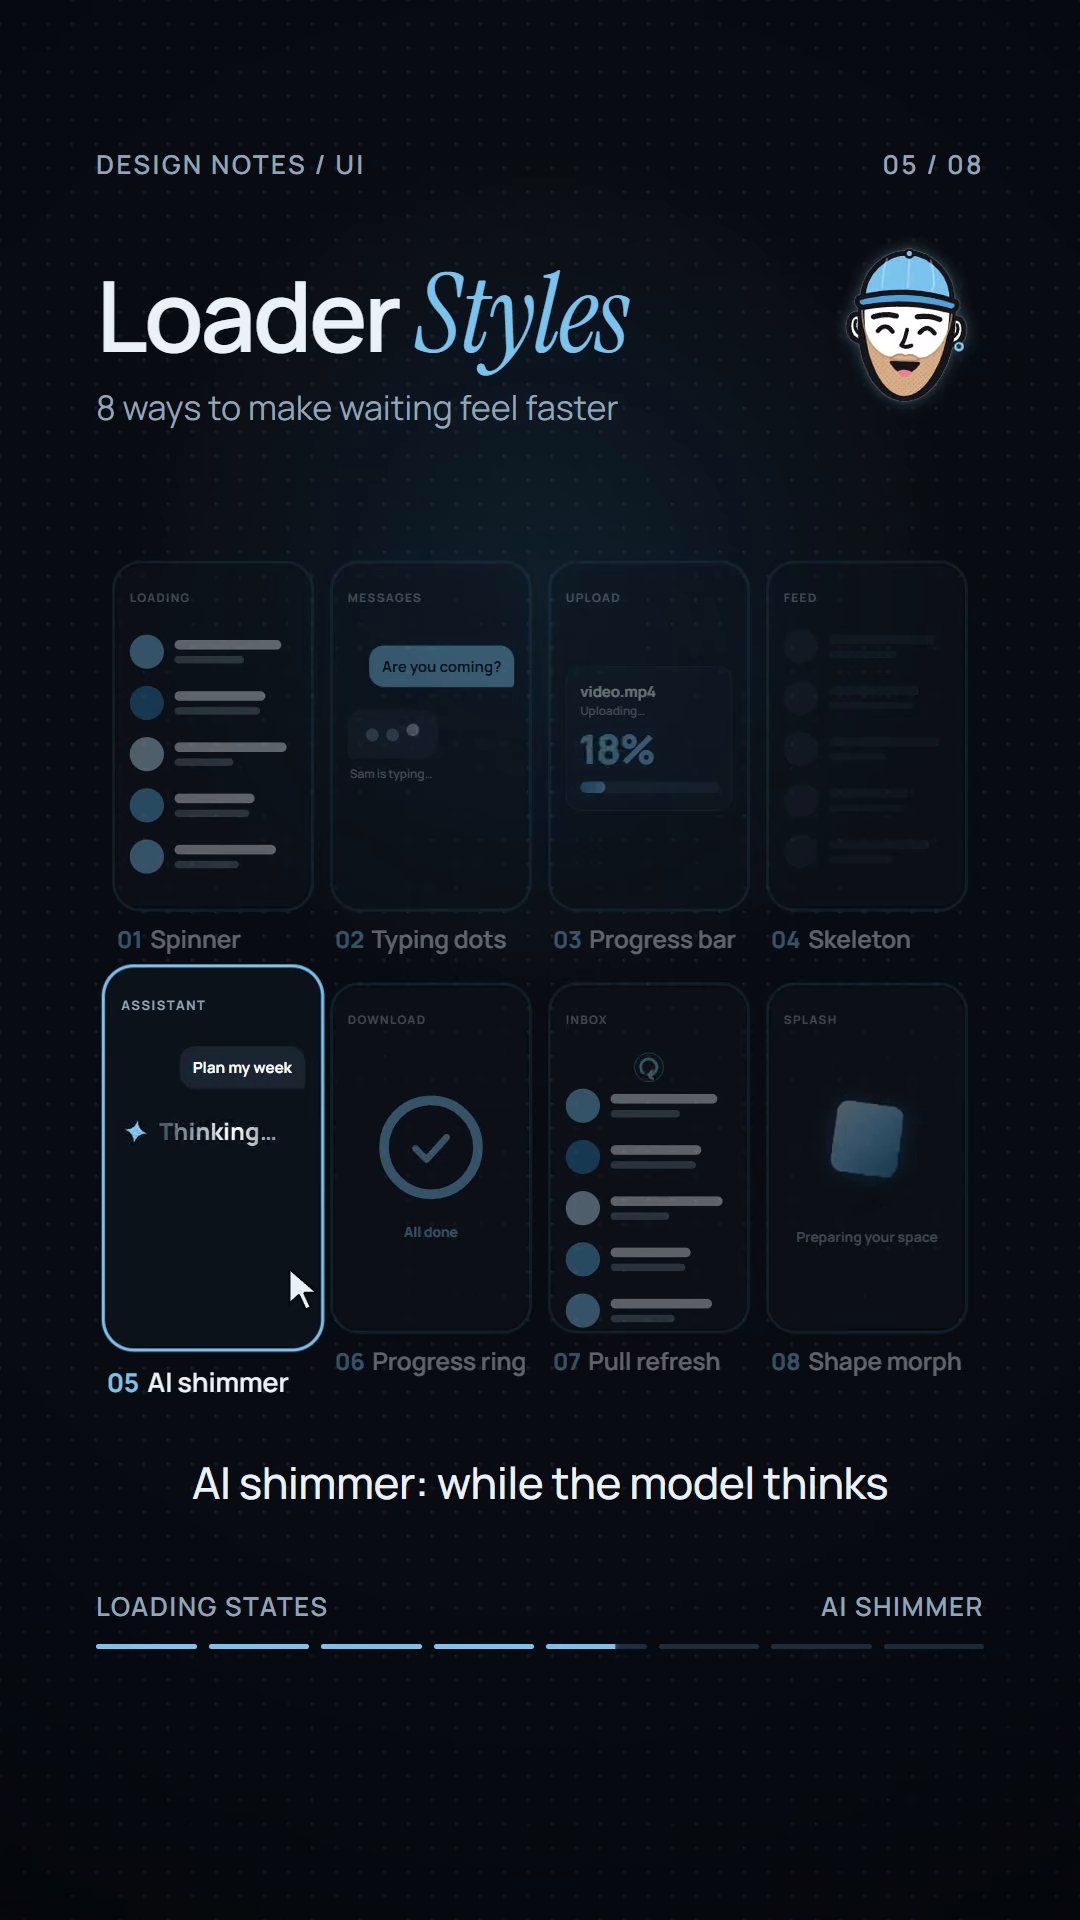 DESIGN NOTES / UI
05 / 08
Loader Styles
8 ways to make waiting feel faster
LOADING
MESSAGES
Are you coming?
Sam is typing...
UPLOAD
video.mp4
Uploading...
18%
FEED
01 Spinner
02 Typing dots
03 Progress bar
04 Skeleton
ASSISTANT
Plan my week
Thinking...
DOWNLOAD
All done
INBOX
SPLASH
Preparing your space
05 AI shimmer
06 Progress ring
07 Pull refresh
08 Shape morph
AI shimmer: while the model thinks
LOADING STATES
AI SHIMMER